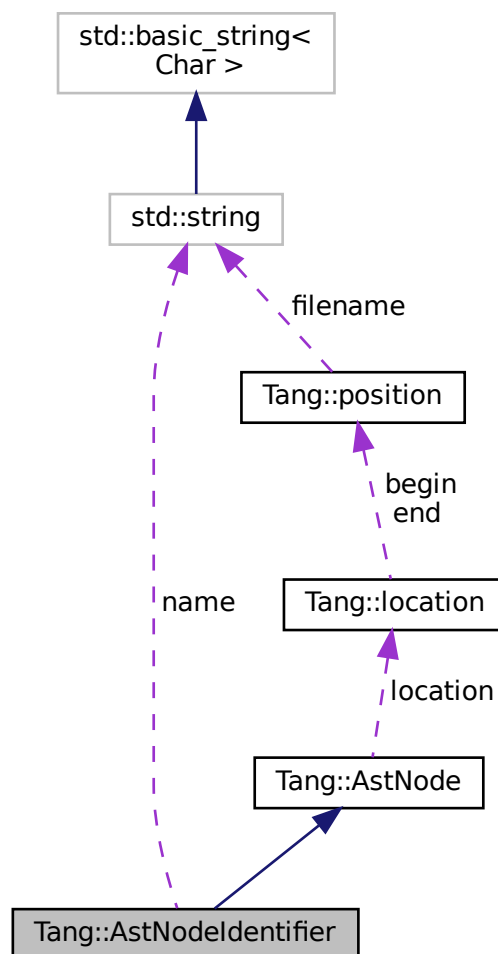 std::basic_string<
Char >
std::string
filename
Tang::position
begin
end
Tang::location
name
location
Tang::AstNode
Tang::AstNodeIdentifier